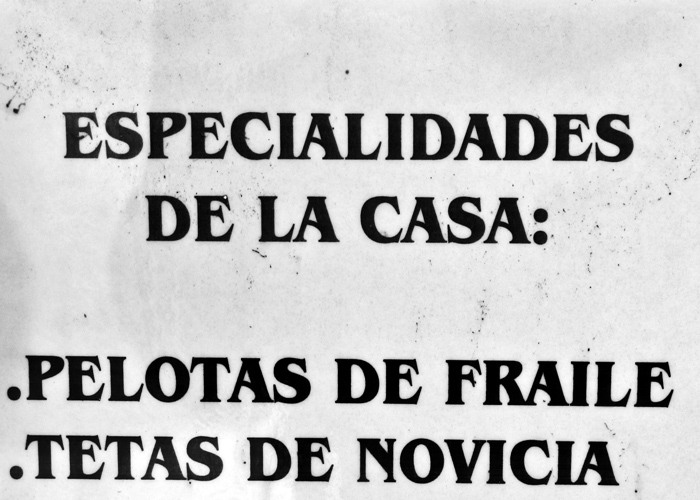 ESPECIALIDADES
DE LA CASA:
.PELOTAS DE FRAILE
.TETAS DE NOVICIA